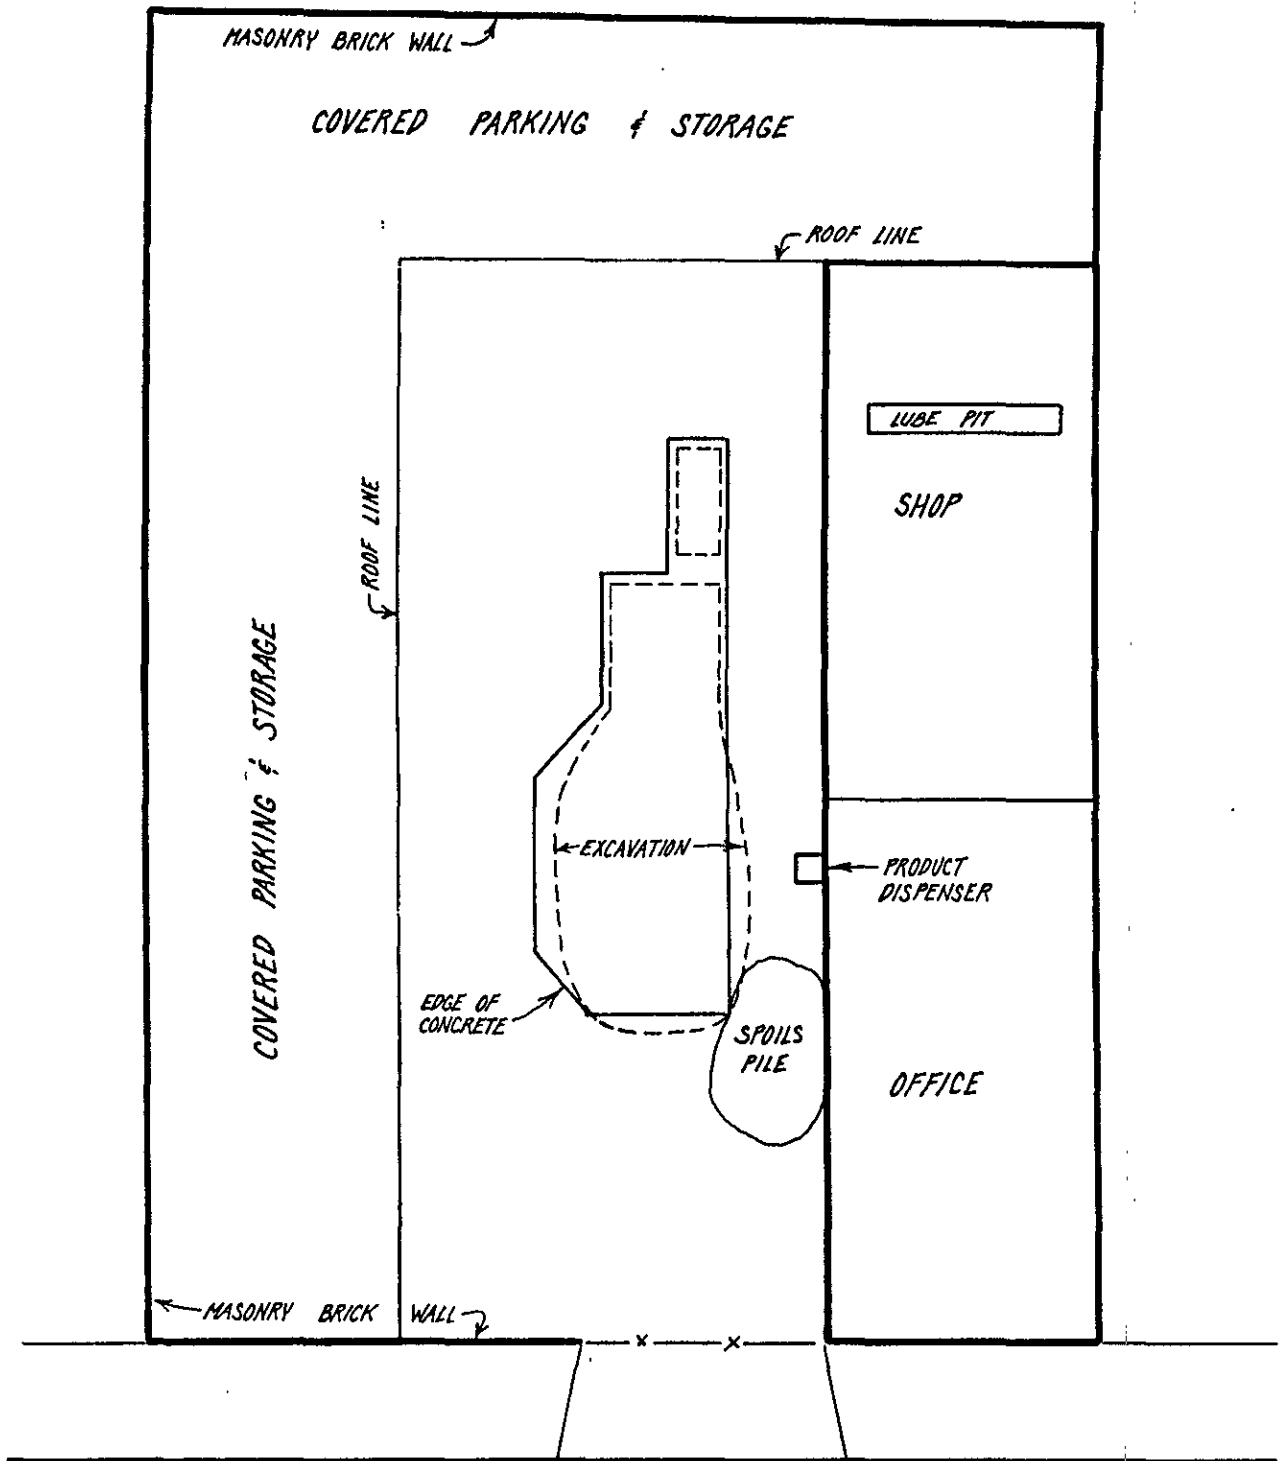 MASONRY BRICK WALL
COVERED PARKING & STORAGE
ROOF LINE
LUBE PIT
SHOP
ROOF LINE
COVERED PARKING & STORAGE
EXCAVATION
PRODUCT
DISPENSER
EDGE OF
CONCRETE
SPOILS
PILE
OFFICE
MASONRY BRICK WALL
x x